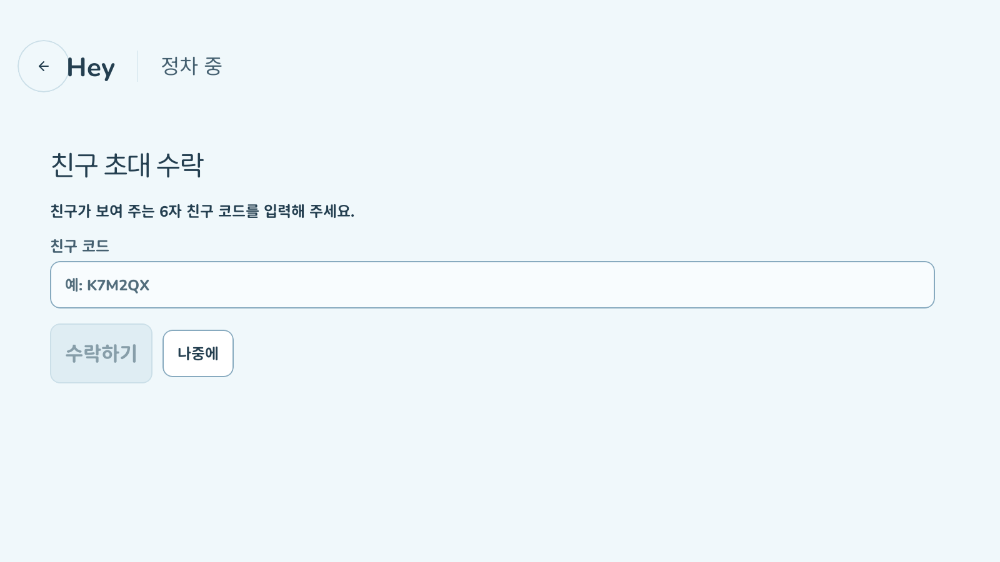 Hey 정차 중
친구 초대 수락
친구가 보여 주는 6자 친구 코드를 입력해 주세요.
친구 코드
예: K7M2QX
수락하기 나중에